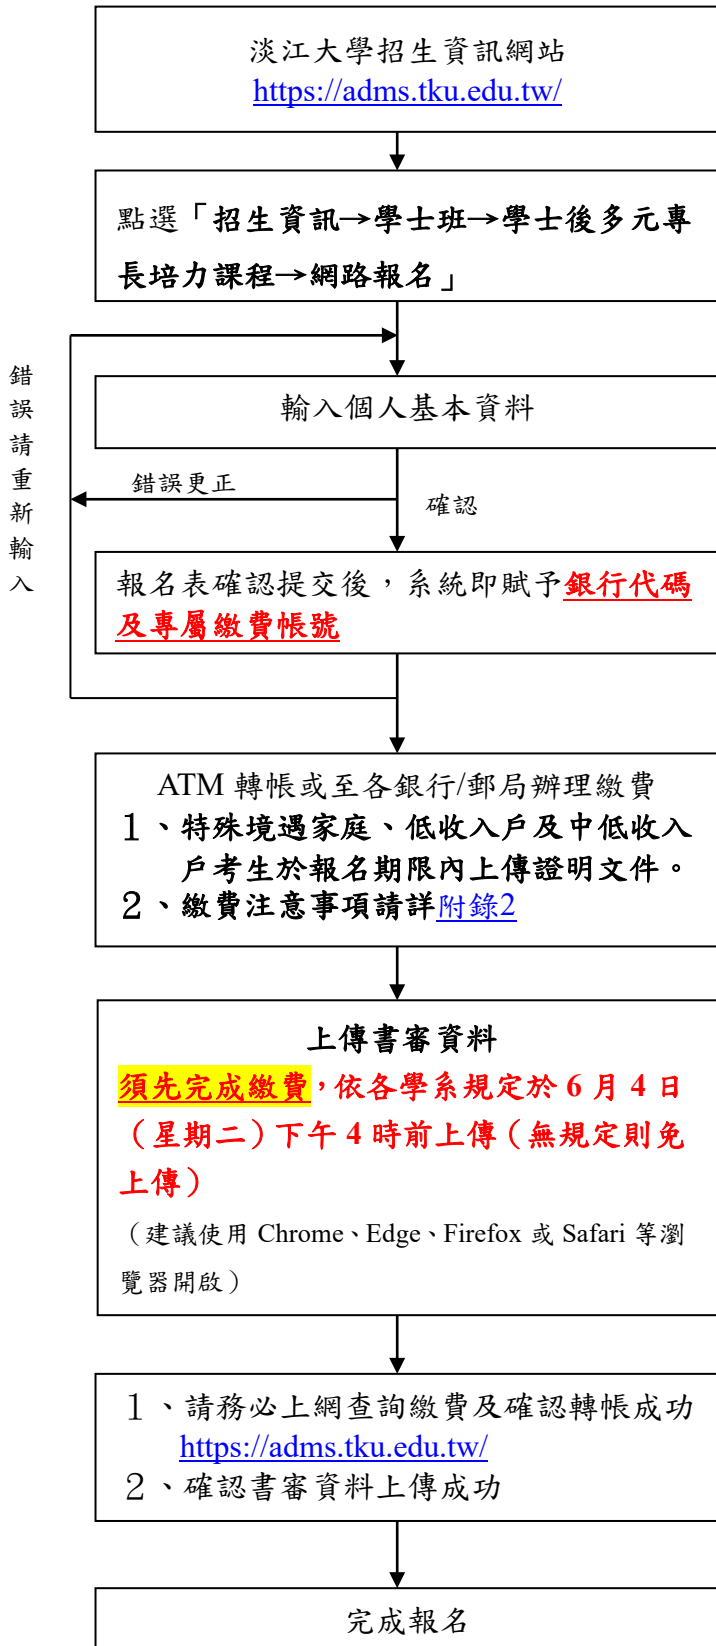 淡江大學招生資訊網站
https://adms.tku.edu.tw/
點選「招生資訊→學士班→學士後多元專
長培力課程→網路報名」
錯誤請重新輸入
輸入個人基本資料
錯誤更正
確認
報名表確認提交後，系統即賦予銀行代碼
及專屬繳費帳號
ATM 轉帳或至各銀行/郵局辦理繳費
１、特殊境遇家庭、低收入戶及中低收入
戶考生於報名期限內上傳證明文件。
２、繳費注意事項請詳附錄2
上傳書審資料
須先完成繳費，依各學系規定於 6 月 4 日
（星期二）下午 4 時前上傳（無規定則免
上傳）
（建議使用 Chrome、Edge、Firefox 或 Safari 等瀏
覽器開啟）
１、請務必上網查詢繳費及確認轉帳成功
https://adms.tku.edu.tw/
２、確認書審資料上傳成功
完成報名